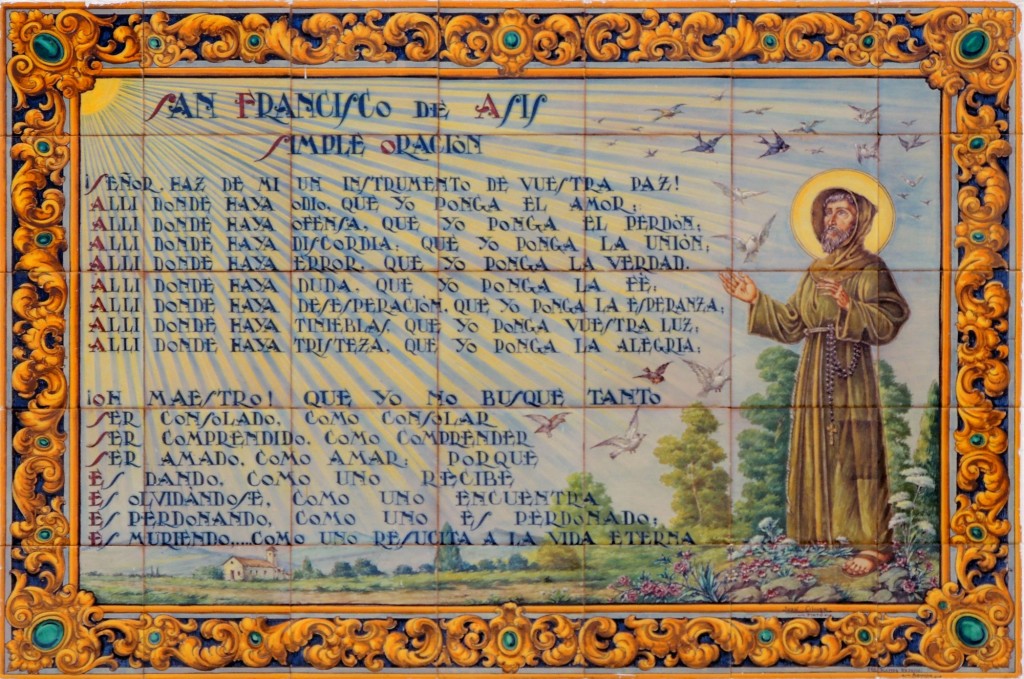 SAN FRANCISCO DE ASIS
SIMPLE ORACIÓN
¡SEÑOR, HAZ DE MI UN INSTRUMENTO DE VUESTRA PAZ!
ALLI DONDE HAYA ODIO, QUE YO PONGA EL AMOR;
ALLI DONDE HAYA OFENSA, QUE YO PONGA EL PERDÓN;
ALLI DONDE HAYA DISCORDIA, QUE YO PONGA LA UNIÓN;
ALLI DONDE HAYA ERROR, QUE YO PONGA LA VERDAD.
ALLI DONDE HAYA DUDA, QUE YO PONGA LA FÉ;
ALLI DONDE HAYA DESESPERACIÓN, QUE YO PONGA LA ESPERANZA;
ALLI DONDE HAYA TINIEBLAS, QUE YO PONGA VUESTRA LUZ;
ALLI DONDE HAYA TRISTEZA, QUE YO PONGA LA ALEGRIA;
¡OH MAESTRO! QUE YO NO BUSQUE TANTO
SER CONSOLADO, COMO CONSOLAR
SER COMPRENDIDO, COMO COMPRENDER
SER AMADO, COMO AMAR; PORQUE
ES DANDO, COMO UNO RECIBE
ES OLVIDÁNDOSE, COMO UNO ENCUENTRA
ES PERDONANDO, COMO UNO ES PERDONADO;
ES MURIENDO,....COMO UNO RESUCITA A LA VIDA ETERNA